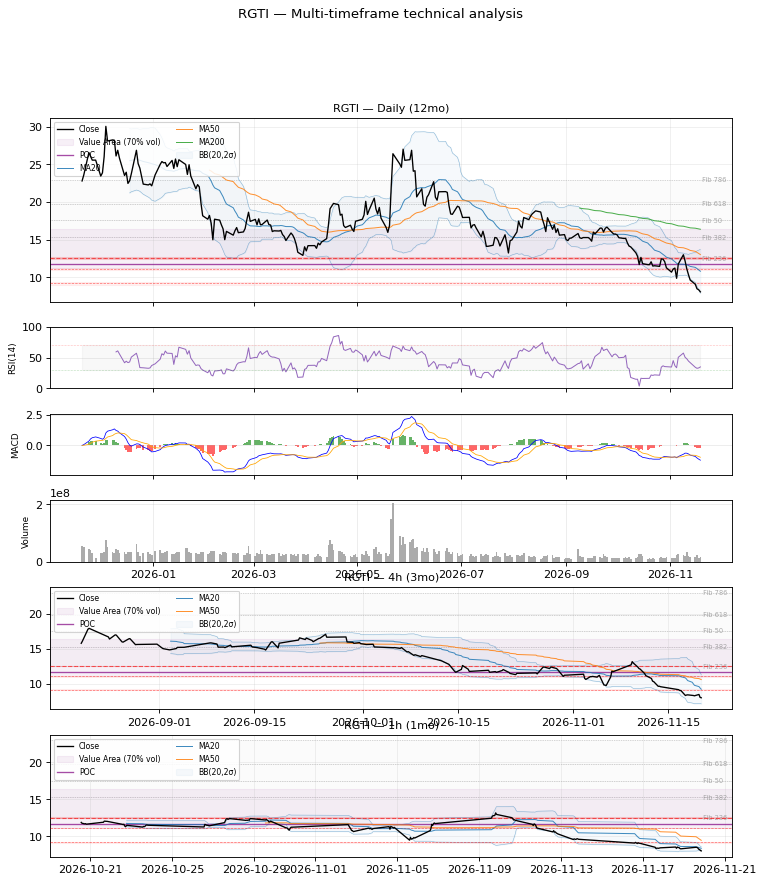 RGTI — Multi-timeframe technical analysis
RGTI — Daily (12mo)
Close
Value Area (70% vol)
POC
MA20
MA50
MA200
BB(20,2σ)
30
25
20
15
10
Fib 786
Fib 618
Fib 50
Fib 382
Fib 236
RSI(14)
100
50
0
MACD
2.5
0.0
1e8
Volume
2
0
2026-01
2026-03
2026-05
2026-07
2026-09
2026-11
RGTI — 4h (3mo)
Close
Value Area (70% vol)
POC
MA20
MA50
BB(20,2σ)
20
15
10
Fib 786
Fib 618
Fib 50
Fib 382
Fib 236
2026-09-01
2026-09-15
2026-10-01
2026-10-15
2026-11-01
2026-11-15
RGTI — 1h (1mo)
Close
Value Area (70% vol)
POC
MA20
MA50
BB(20,2σ)
20
15
10
Fib 786
Fib 618
Fib 50
Fib 382
Fib 236
2026-10-21
2026-10-25
2026-10-29
2026-11-01
2026-11-05
2026-11-09
2026-11-13
2026-11-17
2026-11-21